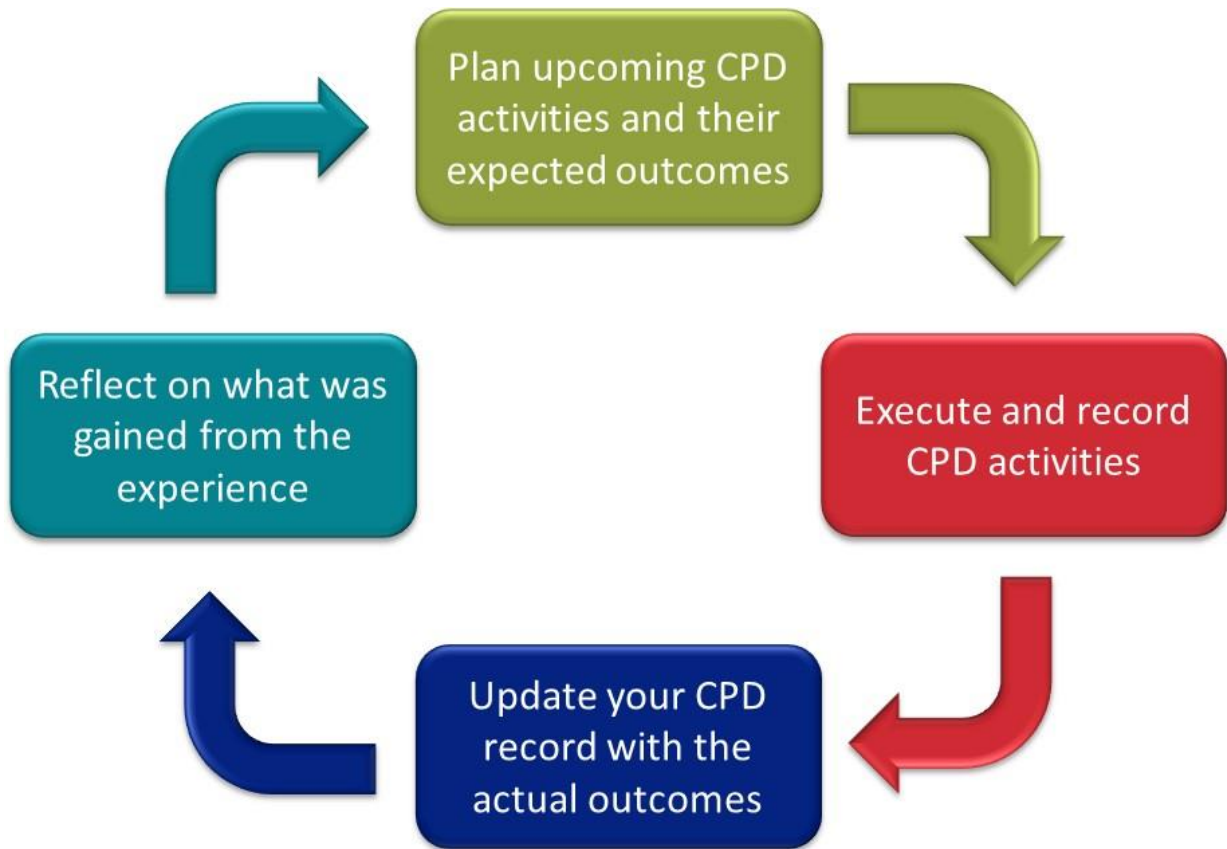 Plan upcoming CPD
activities and their
expected outcomes
Execute and record
CPD activities
Update your CPD
record with the
actual outcomes
Reflect on what was
gained from the
experience